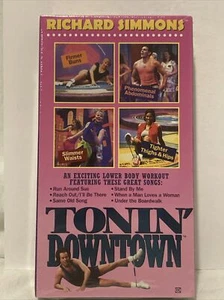 RICHARD SIMMONS
Firmer
Buns
Phenomenal
Abdominals
Slimmer
Waists
Tighter
Thighs & Hips
AN EXCITING LOWER BODY WORKOUT
FEATURING THESE GREAT SONGS:
• Run Around Sue
• Stand By Me
• Reach Out/I'll Be There
• When a Man Loves a Woman
• Same Old Song
• Under the Boardwalk
TONIN'
DOWNTOWN